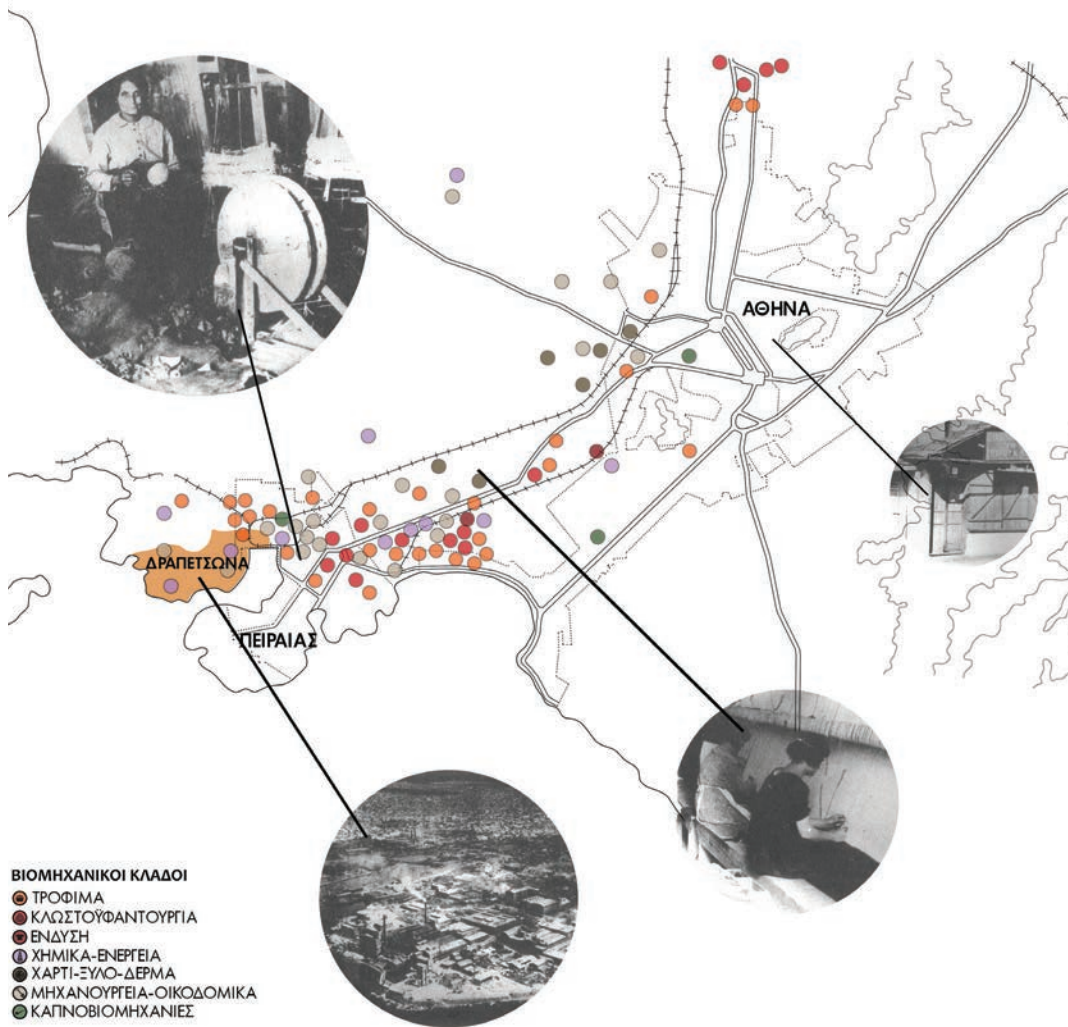 ΑΘΗΝΑ
ΔΡΑΠΕΤΣΩΝΑ
ΠΕΙΡΑΙΑΣ
ΒΙΟΜΗΧΑΝΙΚΟΙ ΚΛΑΔΟΙ
ΤΡΟΦΙΜΑ
ΚΛΩΣΤΟΫΦΑΝΤΟΥΡΓΙΑ
ΕΝΔΥΣΗ
ΧΗΜΙΚΑ-ΕΝΕΡΓΕΙΑ
ΧΑΡΤΙ-ΞΥΛΟ-ΔΕΡΜΑ
ΜΗΧΑΝΟΥΡΓΕΙΑ-ΟΙΚΟΔΟΜΙΚΑ
ΚΑΠΝΟΒΙΟΜΗΧΑΝΙΕΣ